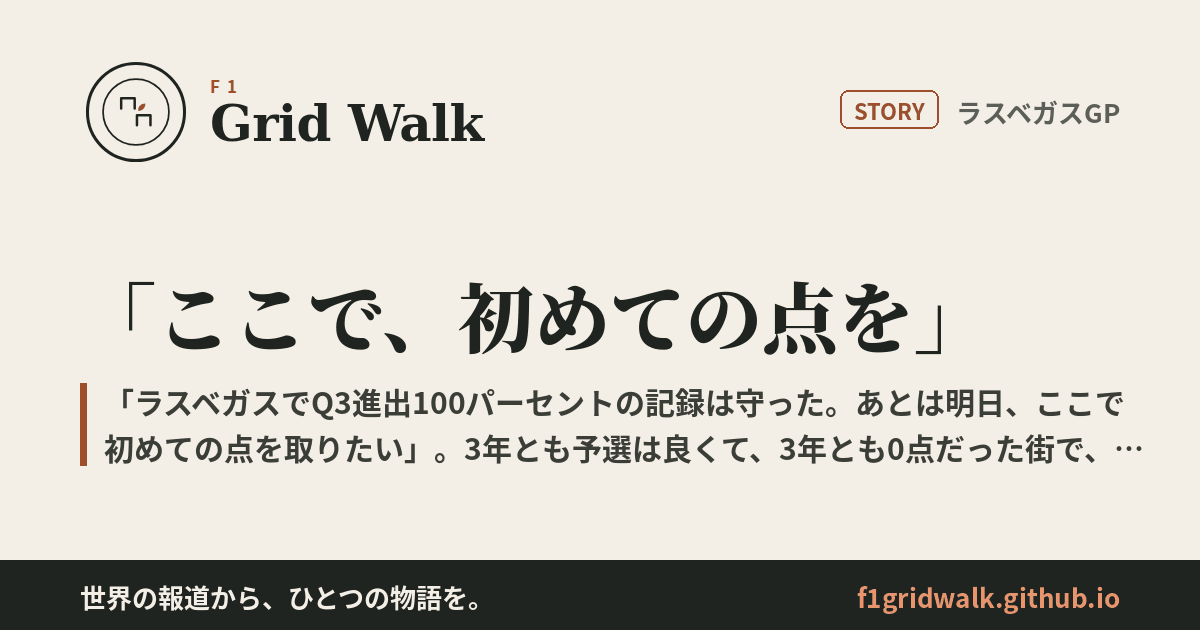 F1
Grid Walk
STORY ラスベガスGP
「ここで、初めての点を」
「ラスベガスでQ3進出100パーセントの記録は守った。あとは明日、ここで
初めての点を取りたい」。3年とも予選は良くて、3年とも0点だった街で、…
世界の報道から、ひとつの物語を。
f1gridwalk.github.io